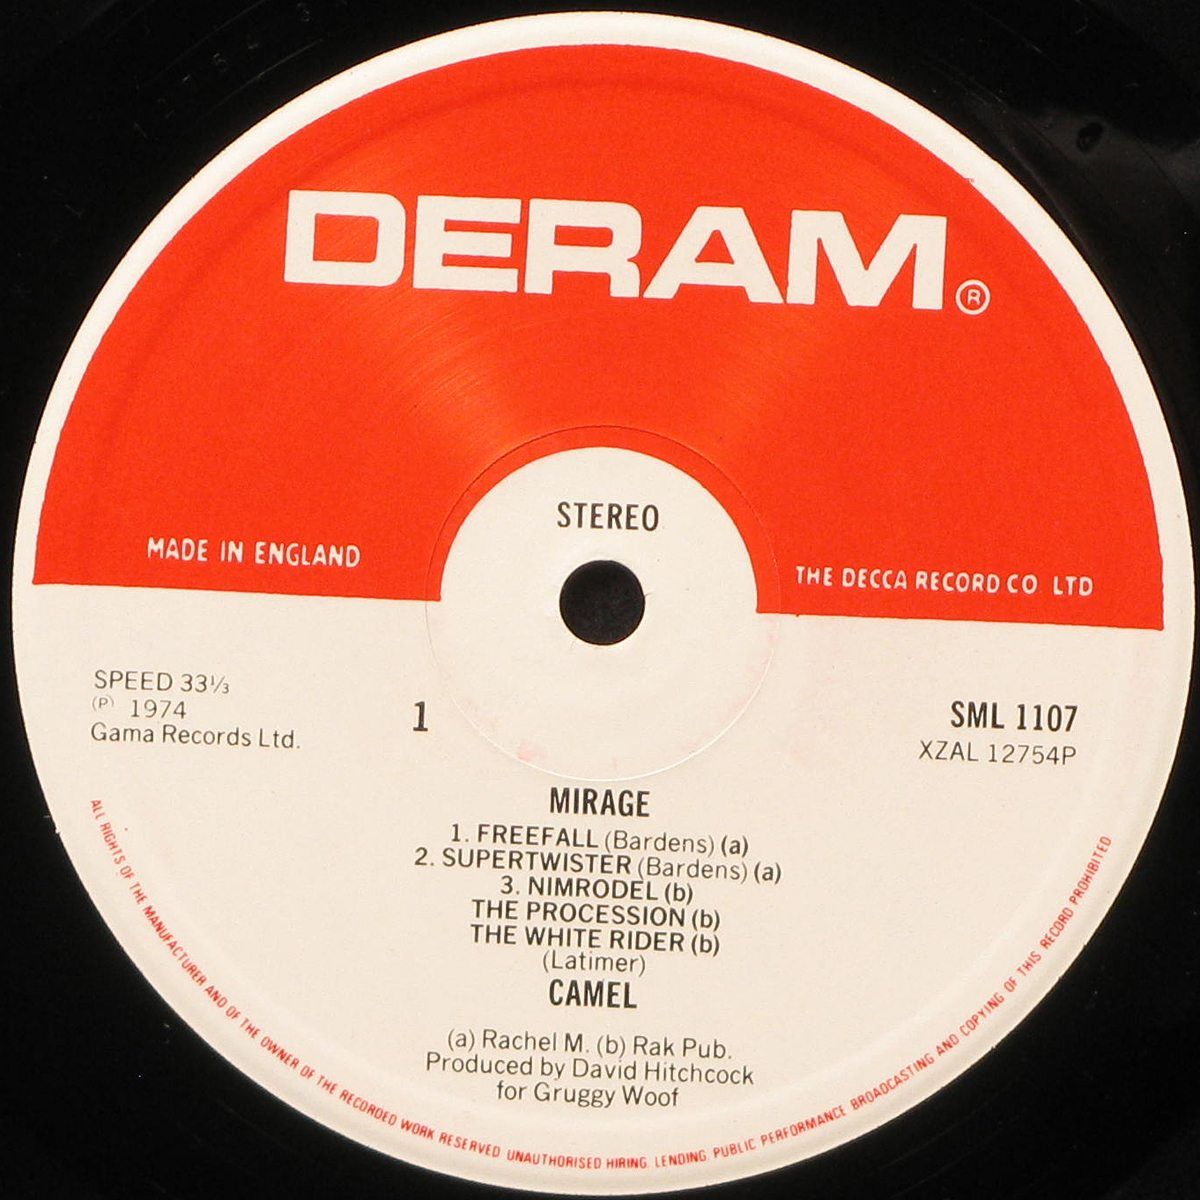 DERAM ®
STEREO
MADE IN ENGLAND
THE DECCA RECORD CO LTD
SPEED 33⅓
(P) 1974
Gama Records Ltd.
1
SML 1107
XZAL 12754P
MIRAGE
1. FREEFALL (Bardens) (a)
2. SUPERTWISTER (Bardens) (a)
3. NIMRODEL (b)
THE PROCESSION (b)
THE WHITE RIDER (b)
(Latimer)
CAMEL
(a) Rachel M. (b) Rak Pub.
Produced by David Hitchcock
for Gruggy Woof
ALL RIGHTS OF THE MANUFACTURER AND OF THE OWNER OF THE RECORDED WORK RESERVED UNAUTHORISED HIRING. LENDING. PUBLIC PERFORMANCE BROADCASTING AND COPYING OF THIS RECORD PROHIBITED